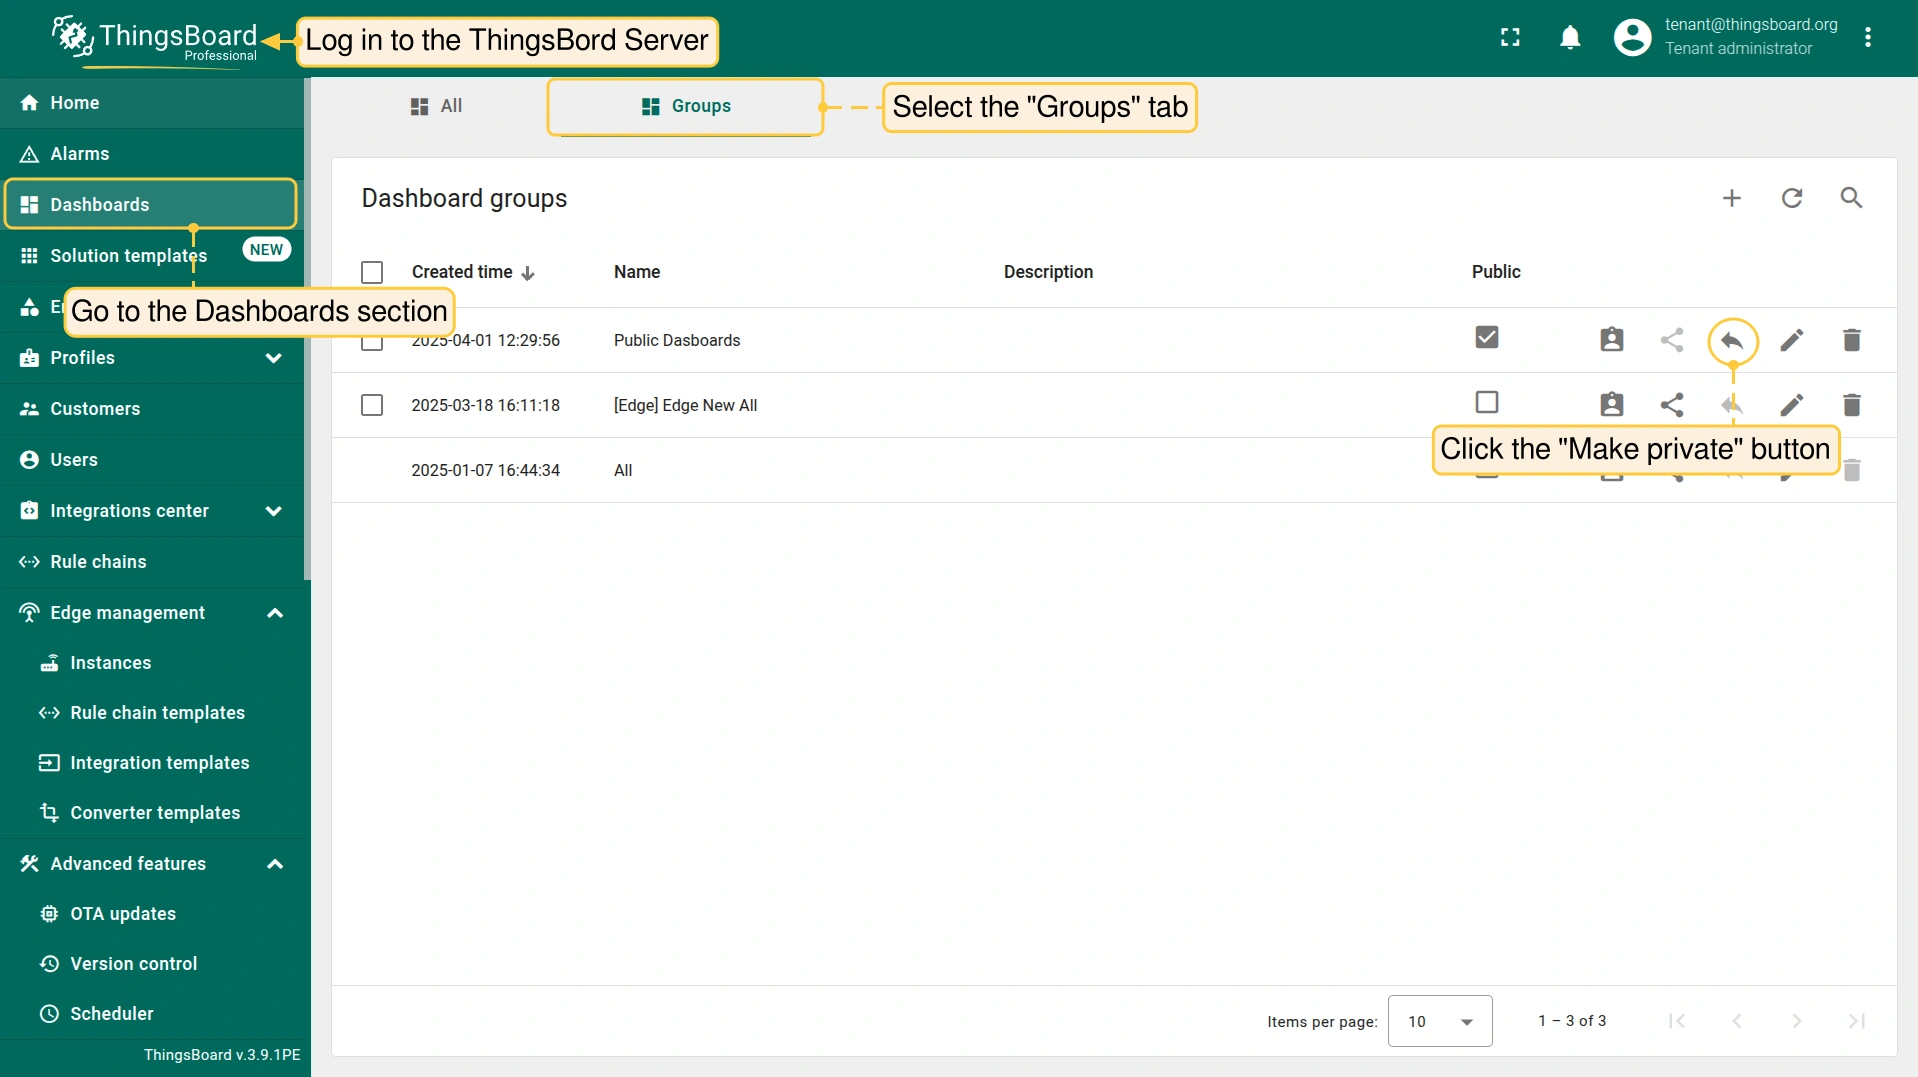 ThingsBoard
Professional
Log in to the ThingsBord Server
tenant@thingsboard.org
Tenant administrator
Home
Alarms
Dashboards
Solution templates
NEW
Go to the Dashboards section
Profiles
Customers
Users
Integrations center
Rule chains
Edge management
Instances
Rule chain templates
Integration templates
Converter templates
Advanced features
OTA updates
Version control
Scheduler
ThingsBoard v.3.9.1PE
All
Groups
Select the "Groups" tab
Dashboard groups
Created time Name Description Public
2025-04-01 12:29:56 Public Dasboards
2025-03-18 16:11:18 [Edge] Edge New All
Click the "Make private" button
2025-01-07 16:44:34 All
Items per page: 10 1 – 3 of 3